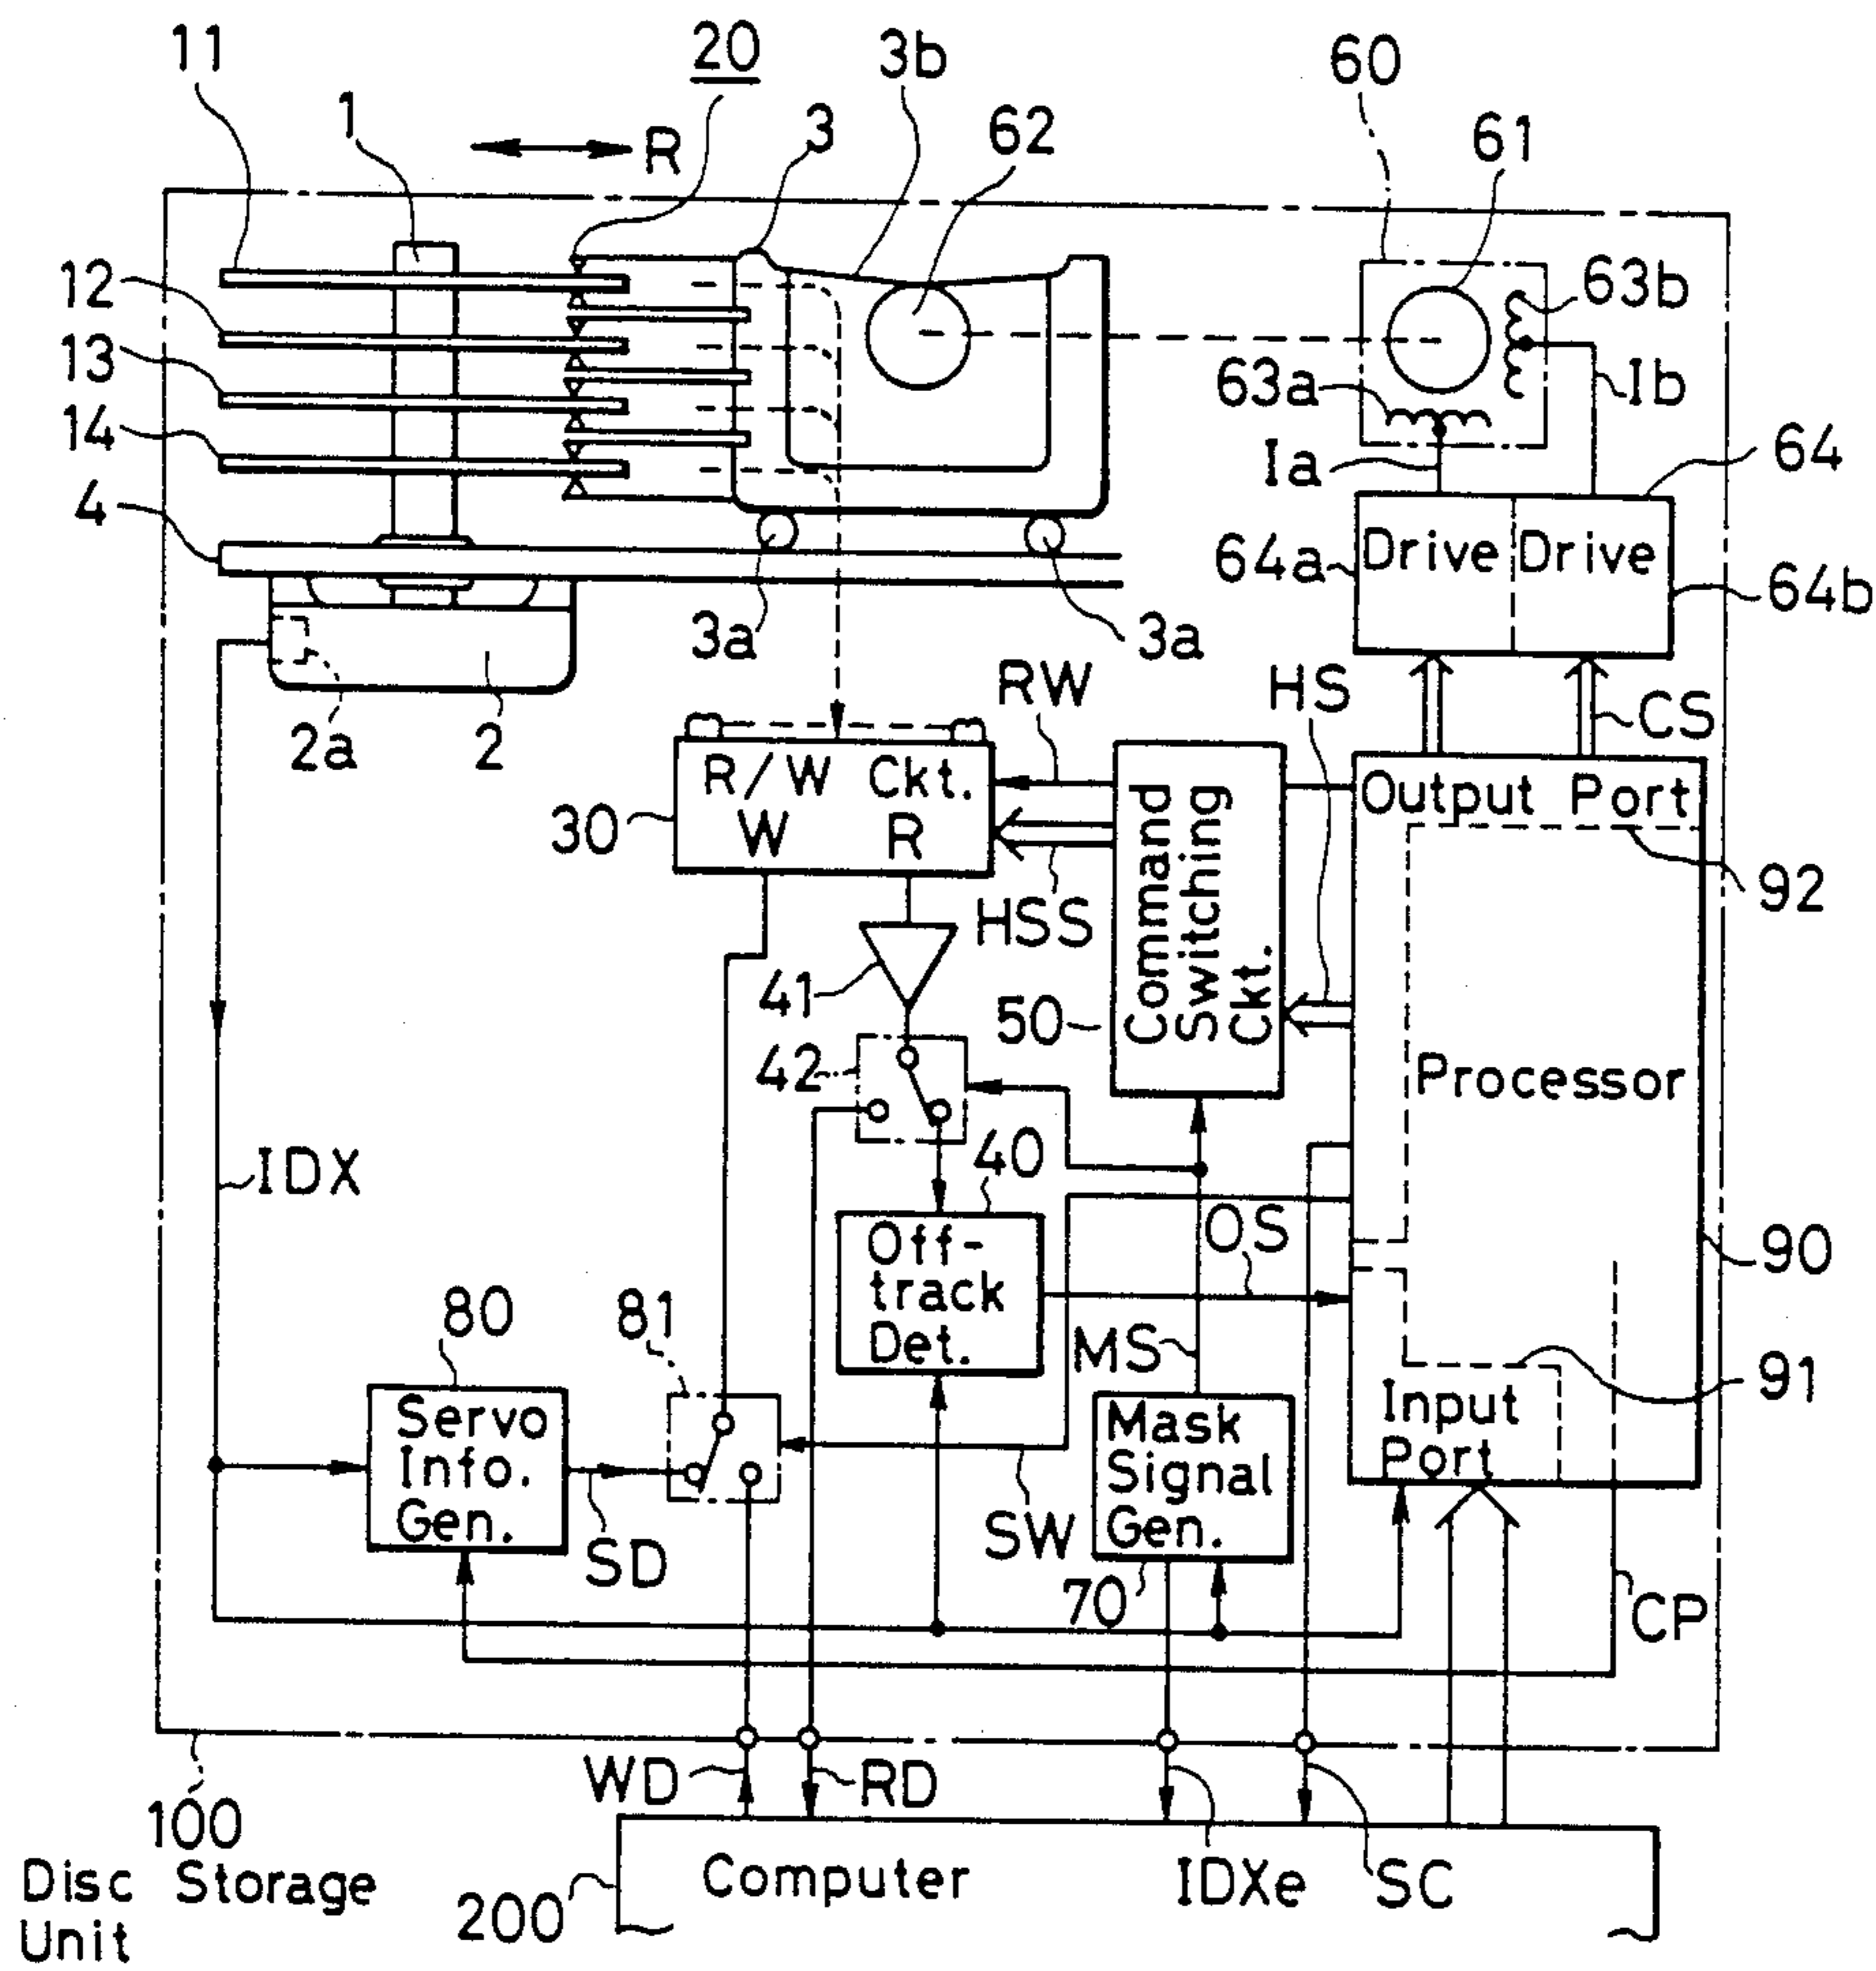 11
20
3b
60
1
R
3
62
61
12
63b
13
63a
Ib
14
Ia
64
4
64a
Drive
Drive
64b
3a
3a
RW
HS
CS
2a
2
R/W Ckt.
W R
30
Command
Switching
Ckt.
Output Port
92
HSS
41
50
42
Processor
40
IDX
OS
90
Off-
track
Det.
80
81
MS
91
Servo
Info.
Gen.
Mask
Signal
Gen.
Input
Port
SD
SW
70
CP
WD
RD
100
Disc Storage
Unit
Computer
200
IDXe
SC